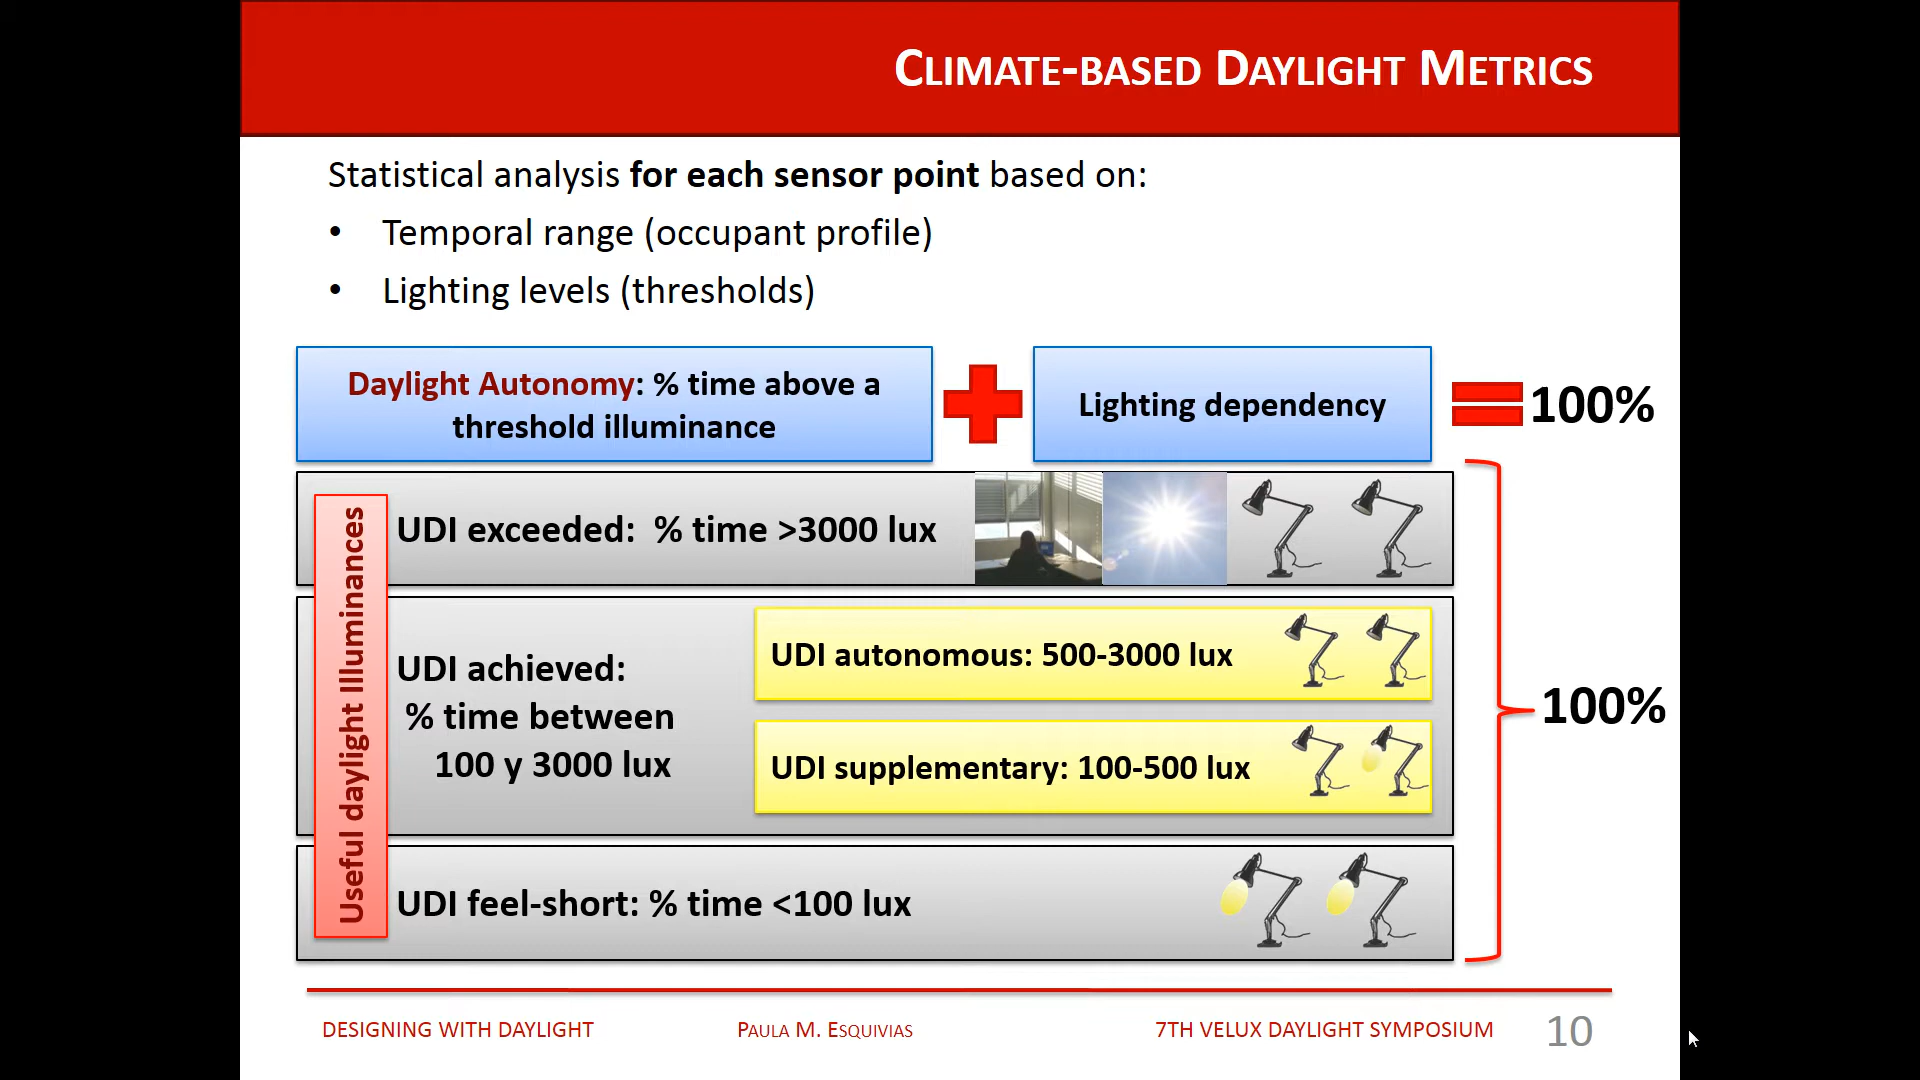 CLIMATE-BASED DAYLIGHT METRICS
Statistical analysis for each sensor point based on:
• Temporal range (occupant profile)
• Lighting levels (thresholds)
Daylight Autonomy: % time above a
threshold illuminance
Lighting dependency
100%
Useful daylight Illuminances
UDI exceeded: % time >3000 lux
UDI achieved:
% time between
100 y 3000 lux
UDI autonomous: 500-3000 lux
UDI supplementary: 100-500 lux
100%
UDI feel-short: % time <100 lux
DESIGNING WITH DAYLIGHT
PAULA M. ESQUIVIAS
7TH VELUX DAYLIGHT SYMPOSIUM
10